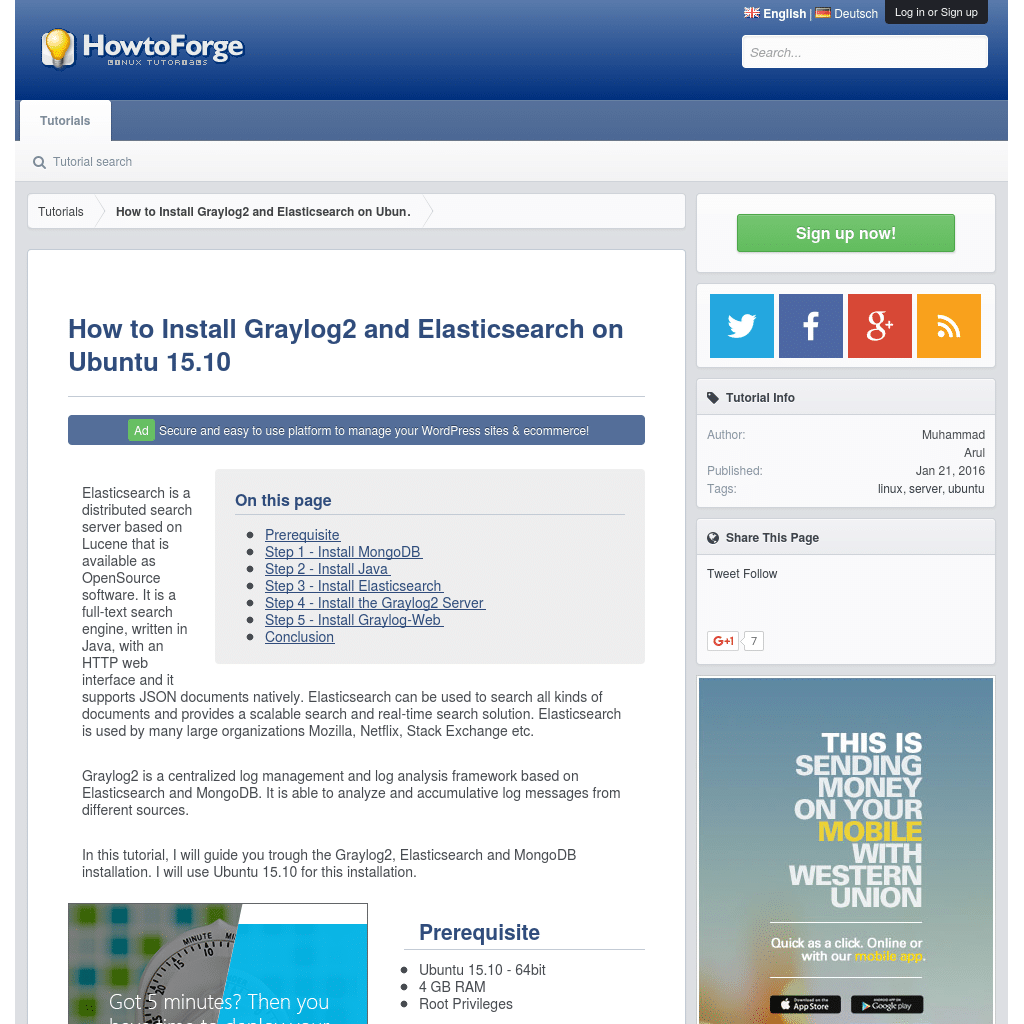 English | Deutsch
Log in or Sign up
HowtoForge
LINUX TUTORIALS
Search...
Tutorials
Tutorial search
Tutorials
How to Install Graylog2 and Elasticsearch on Ubun.
Sign up now!
How to Install Graylog2 and Elasticsearch on
Ubuntu 15.10
Ad Secure and easy to use platform to manage your WordPress sites & ecommerce!
On this page
Prerequisite
Step 1 - Install MongoDB
Step 2 - Install Java
Step 3 - Install Elasticsearch
Step 4 - Install the Graylog2 Server
Step 5 - Install Graylog-Web
Conclusion
Elasticsearch is a
distributed search
server based on
Lucene that is
available as
OpenSource
software. It is a
full-text search
engine, written in
Java, with an
HTTP web
interface and it
supports JSON documents natively. Elasticsearch can be used to search all kinds of
documents and provides a scalable search and real-time search solution. Elasticsearch
is used by many large organizations Mozilla, Netflix, Stack Exchange etc.
Graylog2 is a centralized log management and log analysis framework based on
Elasticsearch and MongoDB. It is able to analyze and accumulative log messages from
different sources.
In this tutorial, I will guide you trough the Graylog2, Elasticsearch and MongoDB
installation. I will use Ubuntu 15.10 for this installation.
MINUTE MIN
5 10 15
Got 5 minutes? Then you
have time to deploy your
Prerequisite
Ubuntu 15.10 - 64bit
4 GB RAM
Root Privileges
Tutorial Info
Author: Muhammad
Arul
Published: Jan 21, 2016
Tags: linux, server, ubuntu
Share This Page
Tweet Follow
G+1 7
THIS IS
SENDING
MONEY
ON YOUR
MOBILE
WITH
WESTERN
UNION
Quick as a click. Online or
with our mobile app.
Download on the
App Store
ANDROID APP ON
Google play